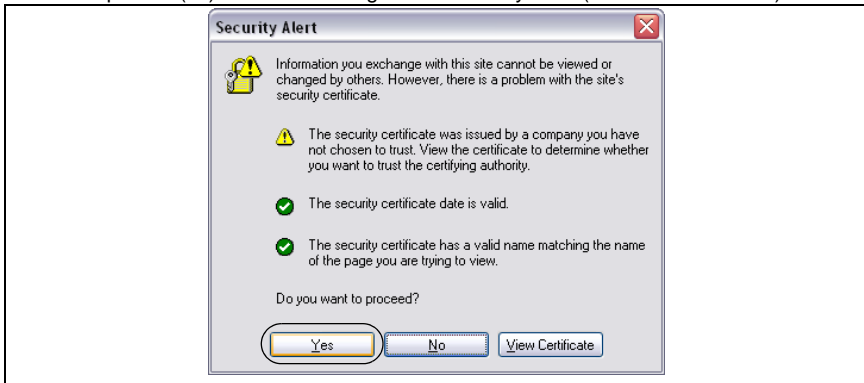 Security Alert
Information you exchange with this site cannot be viewed or
changed by others. However, there is a problem with the site's
security certificate.
The security certificate was issued by a company you have
not chosen to trust. View the certificate to determine whether
you want to trust the certifying authority.
The security certificate date is valid.
The security certificate has a valid name matching the name
of the page you are trying to view.
Do you want to proceed?
Yes No View Certificate